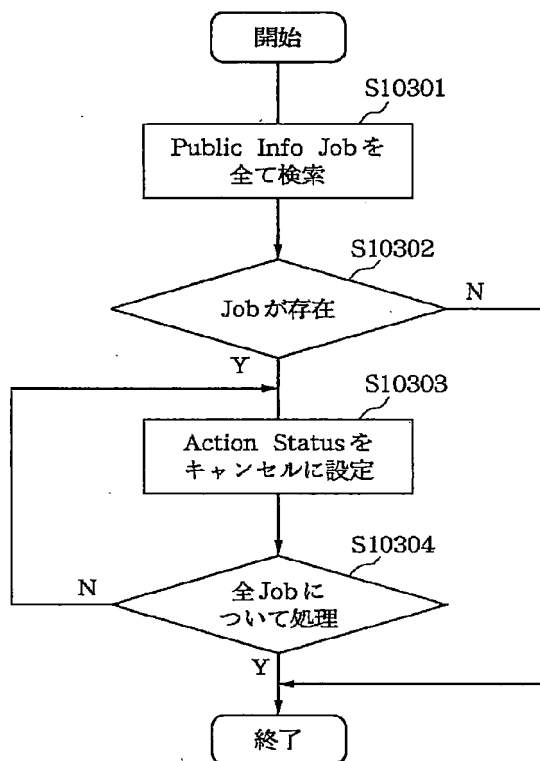 開始
S10301
Public Info Jobを
全て検索
S10302
Jobが存在
N
Y
S10303
Action Statusを
キャンセルに設定
S10304
全Jobに
ついて処理
N
Y
終了